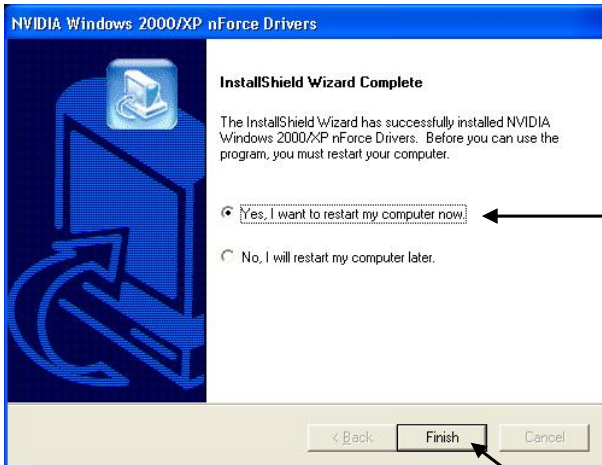 NVIDIA Windows 2000/XP nForce Drivers
InstallShield Wizard Complete
The InstallShield Wizard has successfully installed NVIDIA
Windows 2000/XP nForce Drivers.  Before you can use the
program, you must restart your computer.
Yes, I want to restart my computer now.
No, I will restart my computer later.
< Back
Finish
Cancel